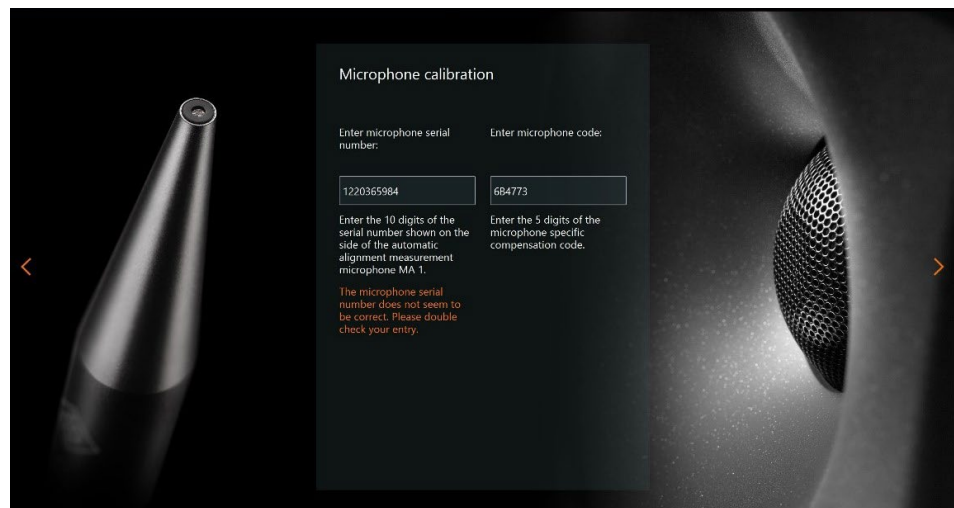 Microphone calibration
Enter microphone serial
number:
Enter microphone code:
1220365984
6B4773
Enter the 10 digits of the
serial number shown on the
side of the automatic
alignment measurement
microphone MA 1.
Enter the 5 digits of the
microphone specific
compensation code.
The microphone serial
number does not seem to
be correct. Please double
check your entry.